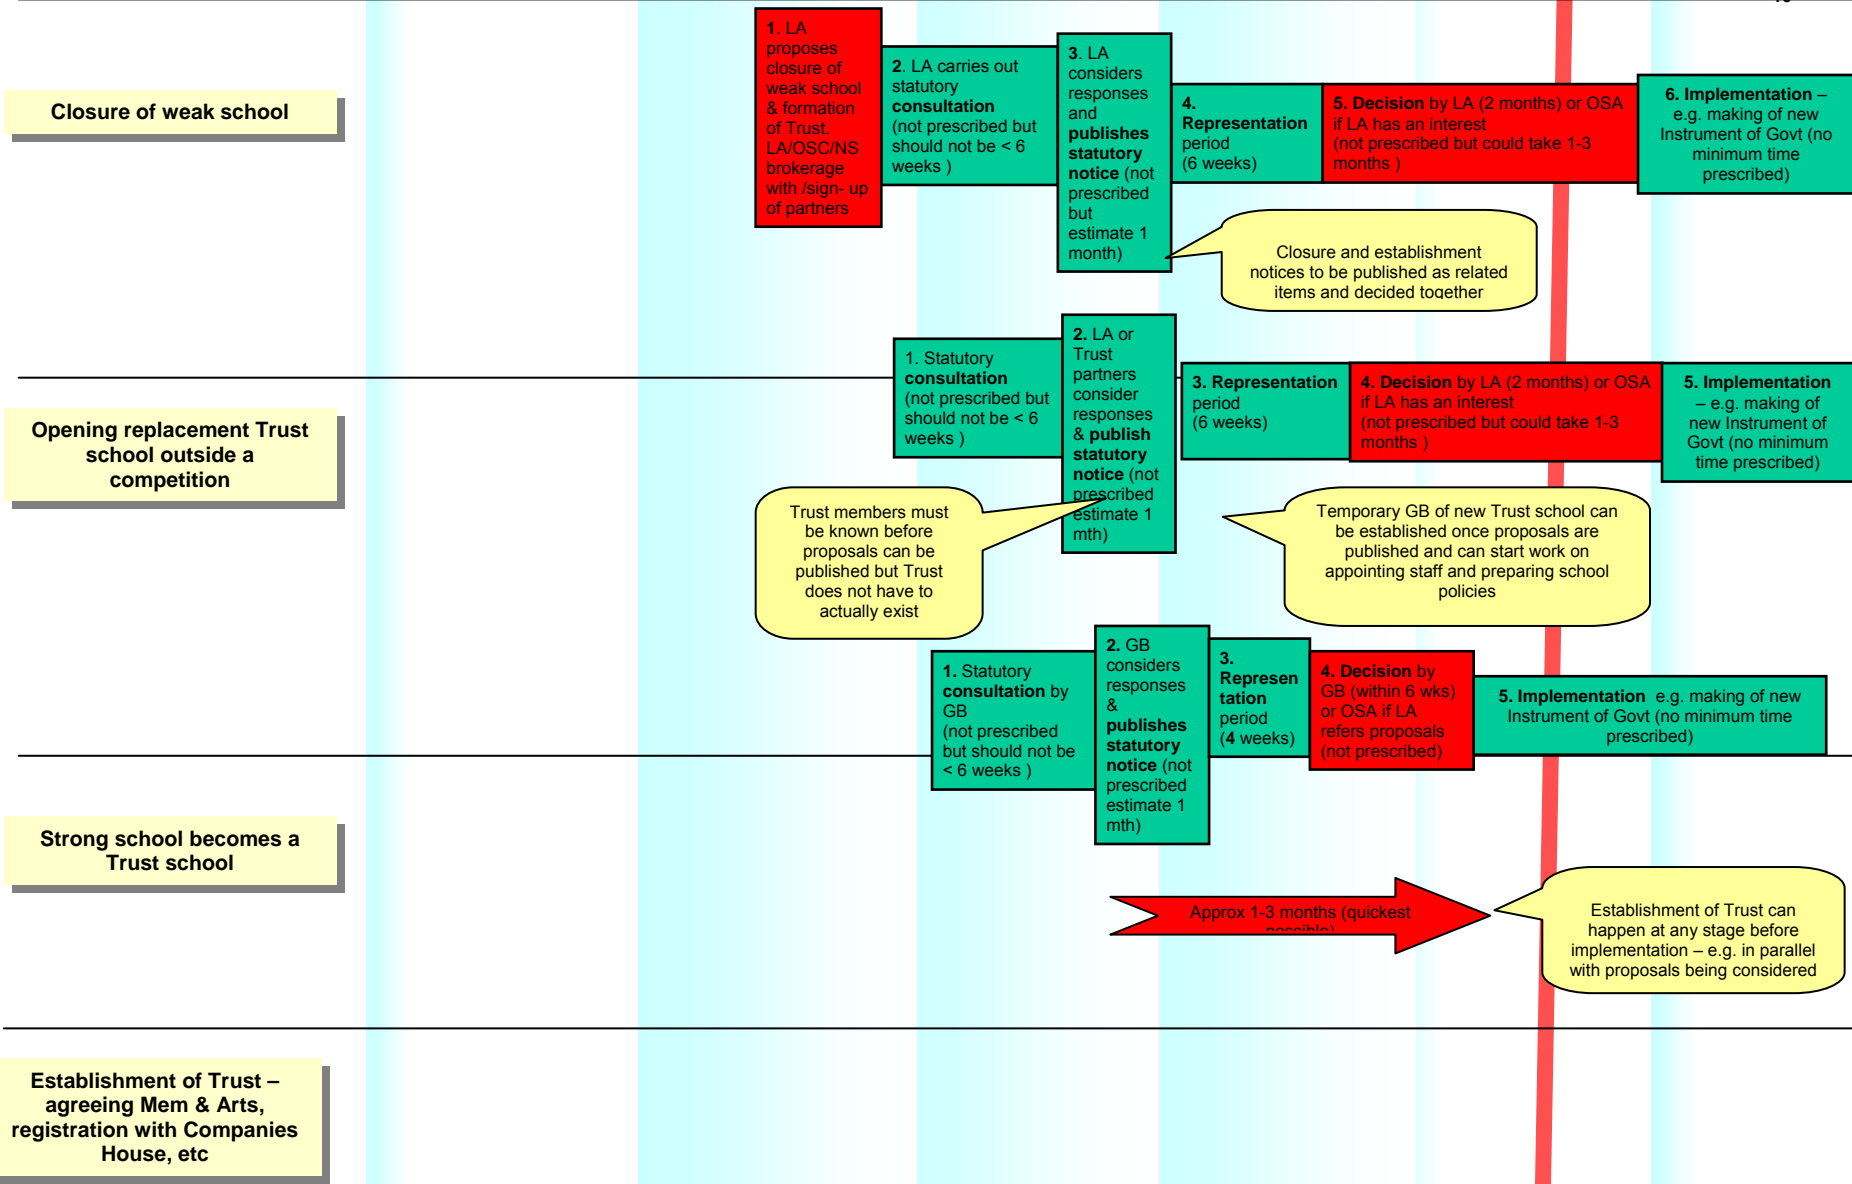 1. LA
proposes
closure of
weak school
& formation
of Trust.
LA/OSC/NS
brokerage
with /sign- up
of partners
2. LA carries out
statutory
consultation
(not prescribed but
should not be < 6
weeks )
3. LA
considers
responses
and
publishes
statutory
notice (not
prescribed
but
estimate 1
month)
4.
Representation
period
(6 weeks)
5. Decision by LA (2 months) or OSA
if LA has an interest
(not prescribed but could take 1-3
months )
6. Implementation –
e.g. making of new
Instrument of Govt (no
minimum time
prescribed)
Closure of weak school
Closure and establishment
notices to be published as related
items and decided together
1. Statutory
consultation
(not prescribed but
should not be < 6
weeks )
2. LA or
Trust
partners
consider
responses
& publish
statutory
notice (not
prescribed
estimate 1
mth)
3. Representation
period
(6 weeks)
4. Decision by LA (2 months) or OSA
if LA has an interest
(not prescribed but could take 1-3
months )
5. Implementation
– e.g. making of
new Instrument of
Govt (no minimum
time prescribed)
Opening replacement Trust
school outside a
competition
Trust members must
be known before
proposals can be
published but Trust
does not have to
actually exist
Temporary GB of new Trust school can
be established once proposals are
published and can start work on
appointing staff and preparing school
policies
1. Statutory
consultation by
GB
(not prescribed
but should not be
< 6 weeks )
2. GB
considers
responses
&
publishes
statutory
notice (not
prescribed
estimate 1
mth)
3.
Represen
tation
period
(4 weeks)
4. Decision by
GB (within 6 wks)
or OSA if LA
refers proposals
(not prescribed)
5. Implementation e.g. making of new
Instrument of Govt (no minimum time
prescribed)
Strong school becomes a
Trust school
Approx 1-3 months (quickest
possible)
Establishment of Trust can
happen at any stage before
implementation – e.g. in parallel
with proposals being considered
Establishment of Trust –
agreeing Mem & Arts,
registration with Companies
House, etc